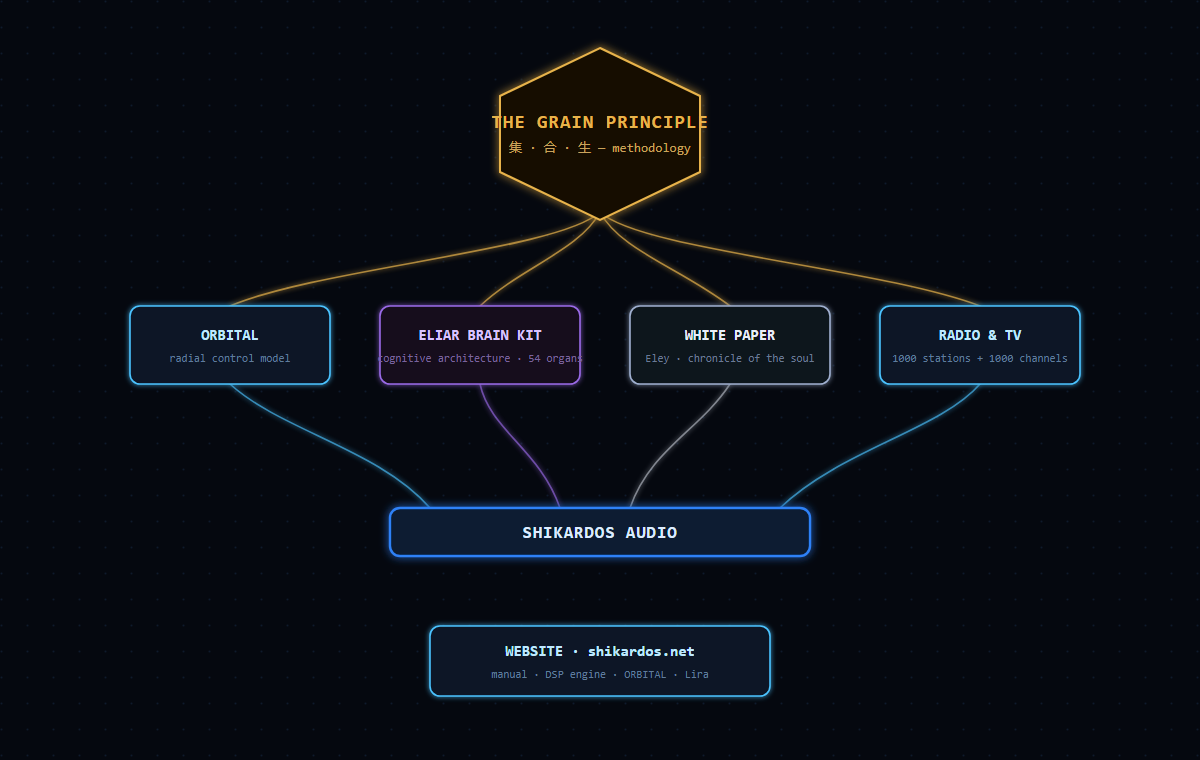 THE GRAIN PRINCIPLE
集 · 合 · 生 — methodology
ORBITAL
radial control model
ELIAR BRAIN KIT
cognitive architecture · 54 organs
WHITE PAPER
Eley · chronicle of the soul
RADIO & TV
1000 stations + 1000 channels
SHIKARDOS AUDIO
WEBSITE · shikardos.net
manual · DSP engine · ORBITAL · Lira